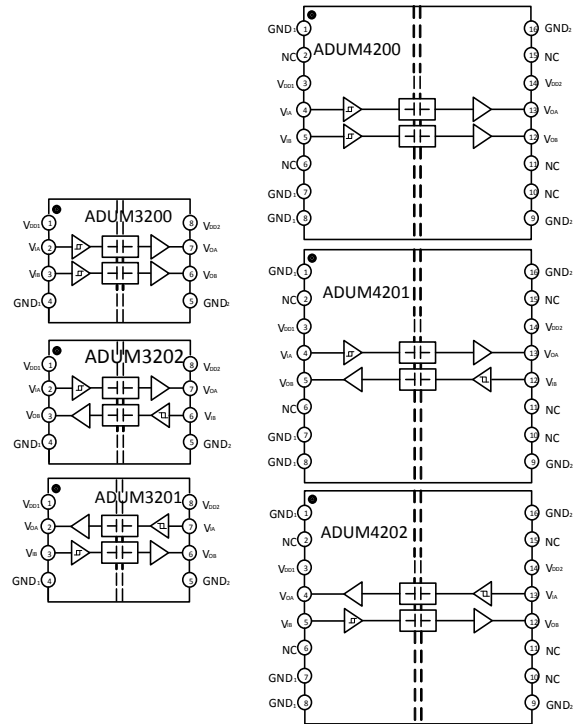 ADUM3200
1 VDD1
2 VIA
3 VIB
4 GND1
8 VDD2
7 VOA
6 VOB
5 GND2
ADUM3202
1 VDD1
2 VIA
3 VOB
4 GND1
8 VDD2
7 VOA
6 VIB
5 GND2
ADUM3201
1 VDD1
2 VOA
3 VIB
4 GND1
8 VDD2
7 VIA
6 VOB
5 GND2
ADUM4200
GND1 1
NC 2
VDD1 3
VIA 4
VIB 5
NC 6
GND1 7
GND1 8
16 GND2
15 NC
14 VDD2
13 VOA
12 VOB
11 NC
10 NC
9 GND2
ADUM4201
GND1 1
NC 2
VDD1 3
VIA 4
VOB 5
NC 6
GND1 7
GND1 8
16 GND2
15 NC
14 VDD2
13 VOA
12 VIB
11 NC
10 NC
9 GND2
ADUM4202
GND1 1
NC 2
VDD1 3
VOA 4
VIB 5
NC 6
GND1 7
GND1 8
16 GND2
15 NC
14 VDD2
13 VIA
12 VOB
11 NC
10 NC
9 GND2